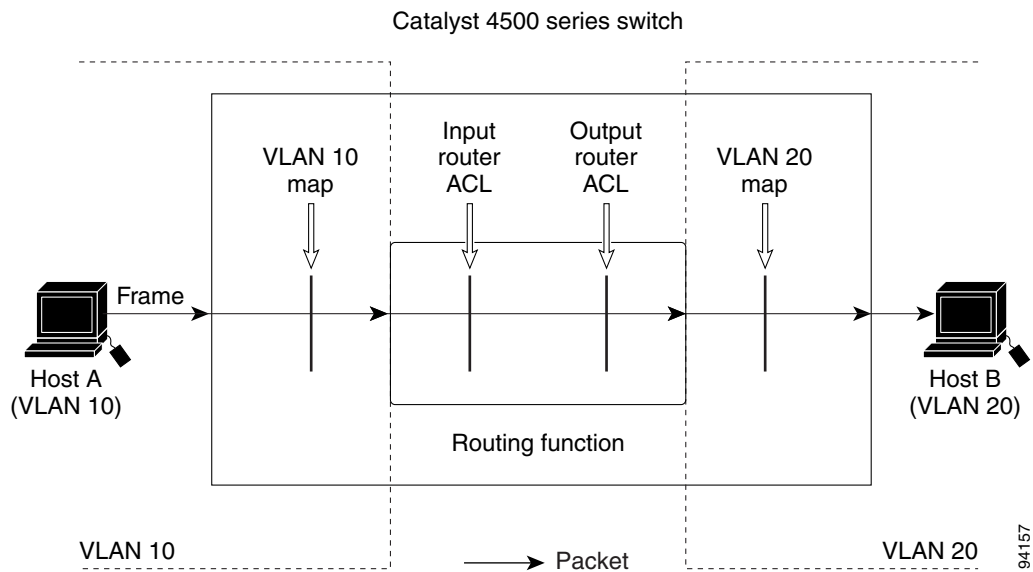 Catalyst 4500 series switch
VLAN 10
map
Input
router
ACL
Output
router
ACL
VLAN 20
map
Frame
Host A
(VLAN 10)
Host B
(VLAN 20)
Routing function
VLAN 10
Packet
VLAN 20
94157